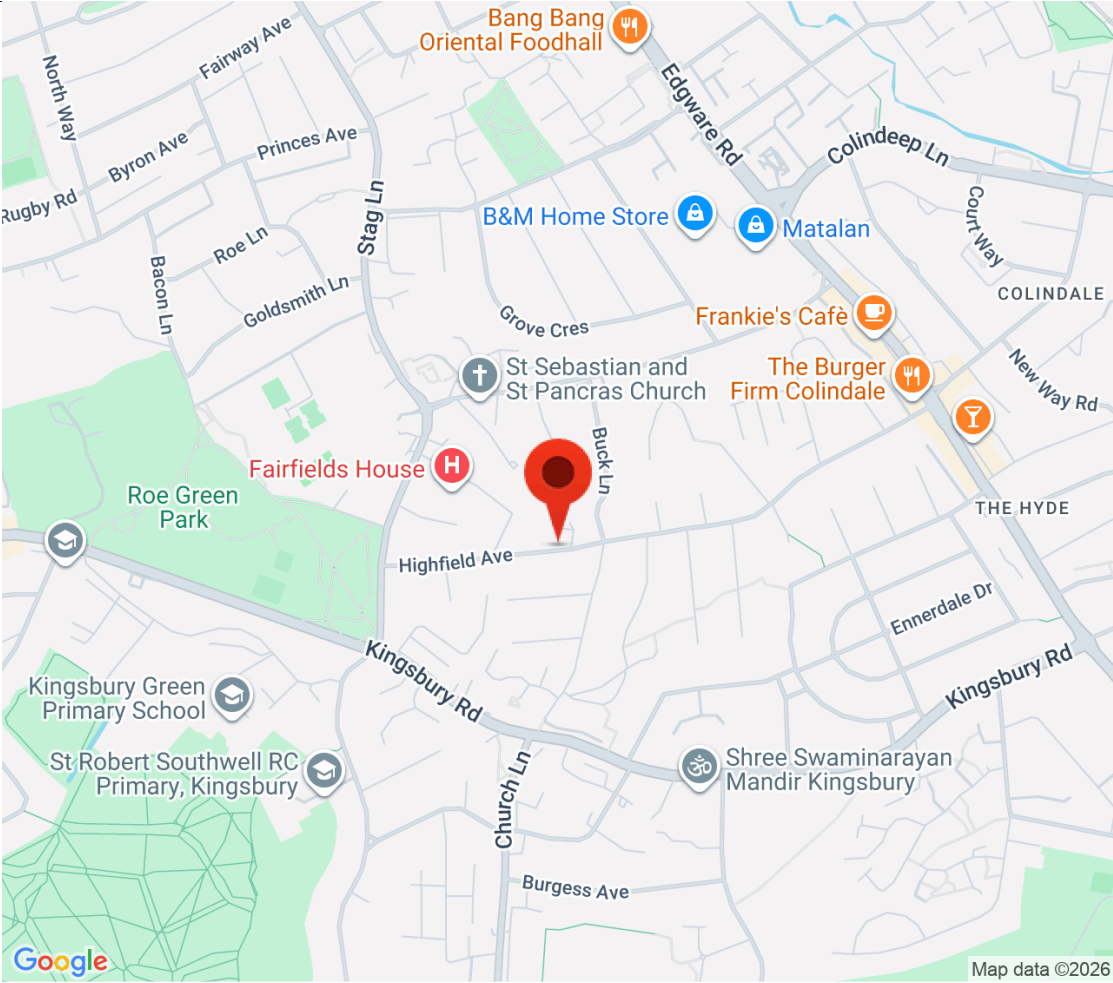 Bang Bang
Oriental Foodhall
Fairway Ave
North Way
Edgware Rd
Byron Ave
Princes Ave
Colindeep Ln
Rugby Rd
Stag Ln
Court Way
B&M Home Store
Matalan
Roe Ln
Bacon Ln
Goldsmith Ln
COLINDALE
Grove Cres
Frankie's Cafè
St Sebastian and
St Pancras Church
The Burger
Firm Colindale
New Way Rd
Buck Ln
Fairfields House
H
Roe Green
Park
THE HYDE
Highfield Ave
Ennerdale Dr
Kingsbury Rd
Kingsbury Rd
Kingsbury Green
Primary School
St Robert Southwell RC
Primary, Kingsbury
Church Ln
Shree Swaminarayan
Mandir Kingsbury
Burgess Ave
Google
Map data ©2026